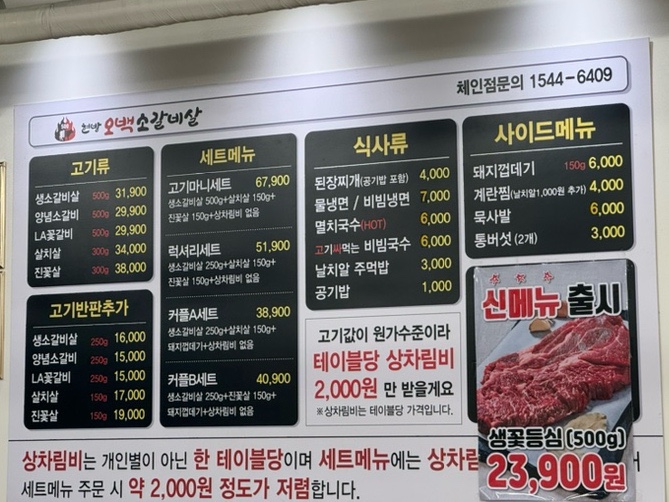 체인점문의 1544-6409
오백소갈비살
고기류
생소갈비살 500g 31,900
양념소갈비 500g 29,900
LA꽃갈비 500g 29,900
살치살 300g 34,000
진꽃살 300g 38,000
고기반판추가
생소갈비살 250g 16,000
양념소갈비 250g 15,000
LA꽃갈비 250g 15,000
살치살 150g 17,000
진꽃살 150g 19,000
세트메뉴
고기마니세트 67,900
생소갈비살 500g+살치살 150g+
진꽃살 150g+상차림비 없음
럭셔리세트 51,900
생소갈비살 250g+살치살 150g+
진꽃살 150g+상차림비 없음
커플A세트 38,900
생소갈비살 250g+살치살 150g+
돼지껍데기+상차림비 없음
커플B세트 40,900
생소갈비살 250g+진꽃살 150g+
돼지껍데기+상차림비 없음
식사류
된장찌개(공기밥 포함) 4,000
물냉면 / 비빔냉면 7,000
멸치국수(HOT) 6,000
고기싸먹는 비빔국수 6,000
날치알 주먹밥 3,000
공기밥 1,000
고기값이 원가수준이라
테이블당 상차림비
2,000원 만 받을게요
※상차림비는 테이블당 가격입니다.
사이드메뉴
돼지껍데기 150g 6,000
계란찜(날치알1,000원 추가) 4,000
묵사발 6,000
통버섯 (2개) 3,000
신메뉴 출시
생꽃등심 (500g)
23,900원
상차림비는 개인별이 아닌 한 테이블당이며 세트메뉴에는 상차림
세트메뉴 주문 시 약 2,000원 정도가 저렴합니다.